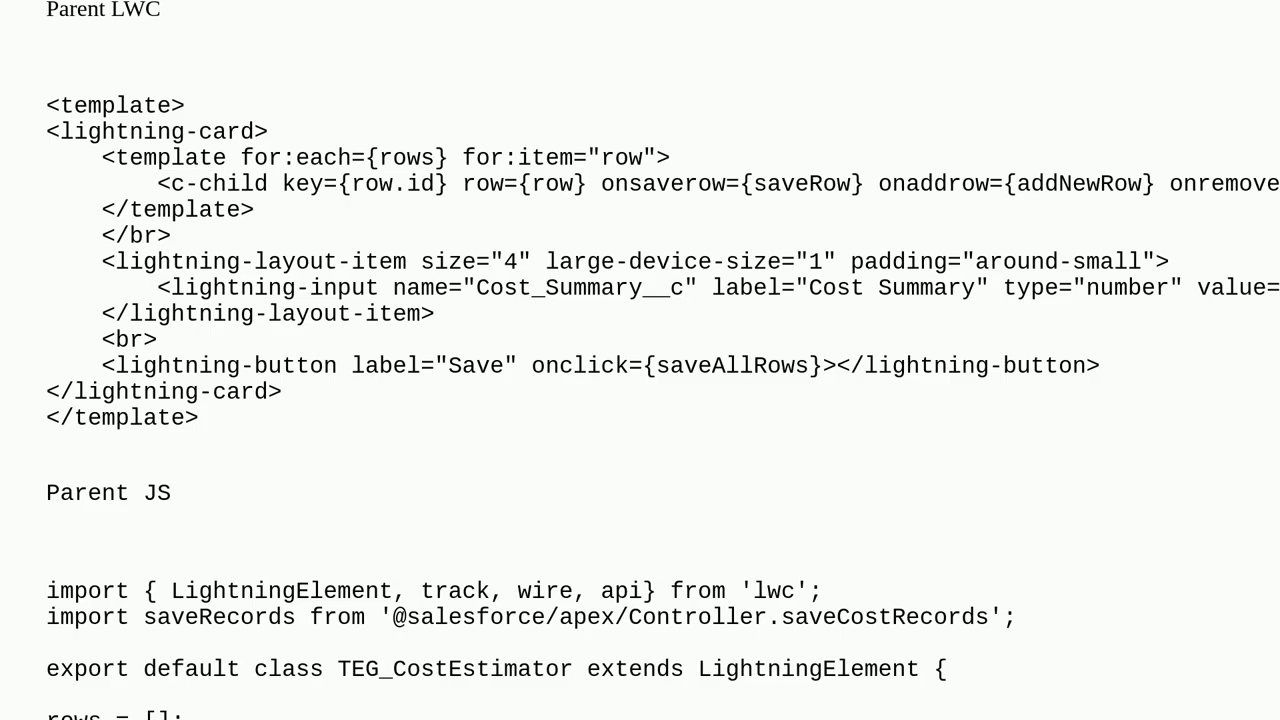 Parent LWC
<template>
<lightning-card>
    <template for:each={rows} for:item="row">
        <c-child key={row.id} row={row} onsaverow={saveRow} onaddrow={addNewRow} onremove
    </template>
    </br>
    <lightning-layout-item size="4" large-device-size="1" padding="around-small">
        <lightning-input name="Cost_Summary__c" label="Cost Summary" type="number" value=
    </lightning-layout-item>
    <br>
    <lightning-button label="Save" onclick={saveAllRows}></lightning-button>
</lightning-card>
</template>
Parent JS
import { LightningElement, track, wire, api} from 'lwc';
import saveRecords from '@salesforce/apex/Controller.saveCostRecords';
export default class TEG_CostEstimator extends LightningElement {
rows = [];